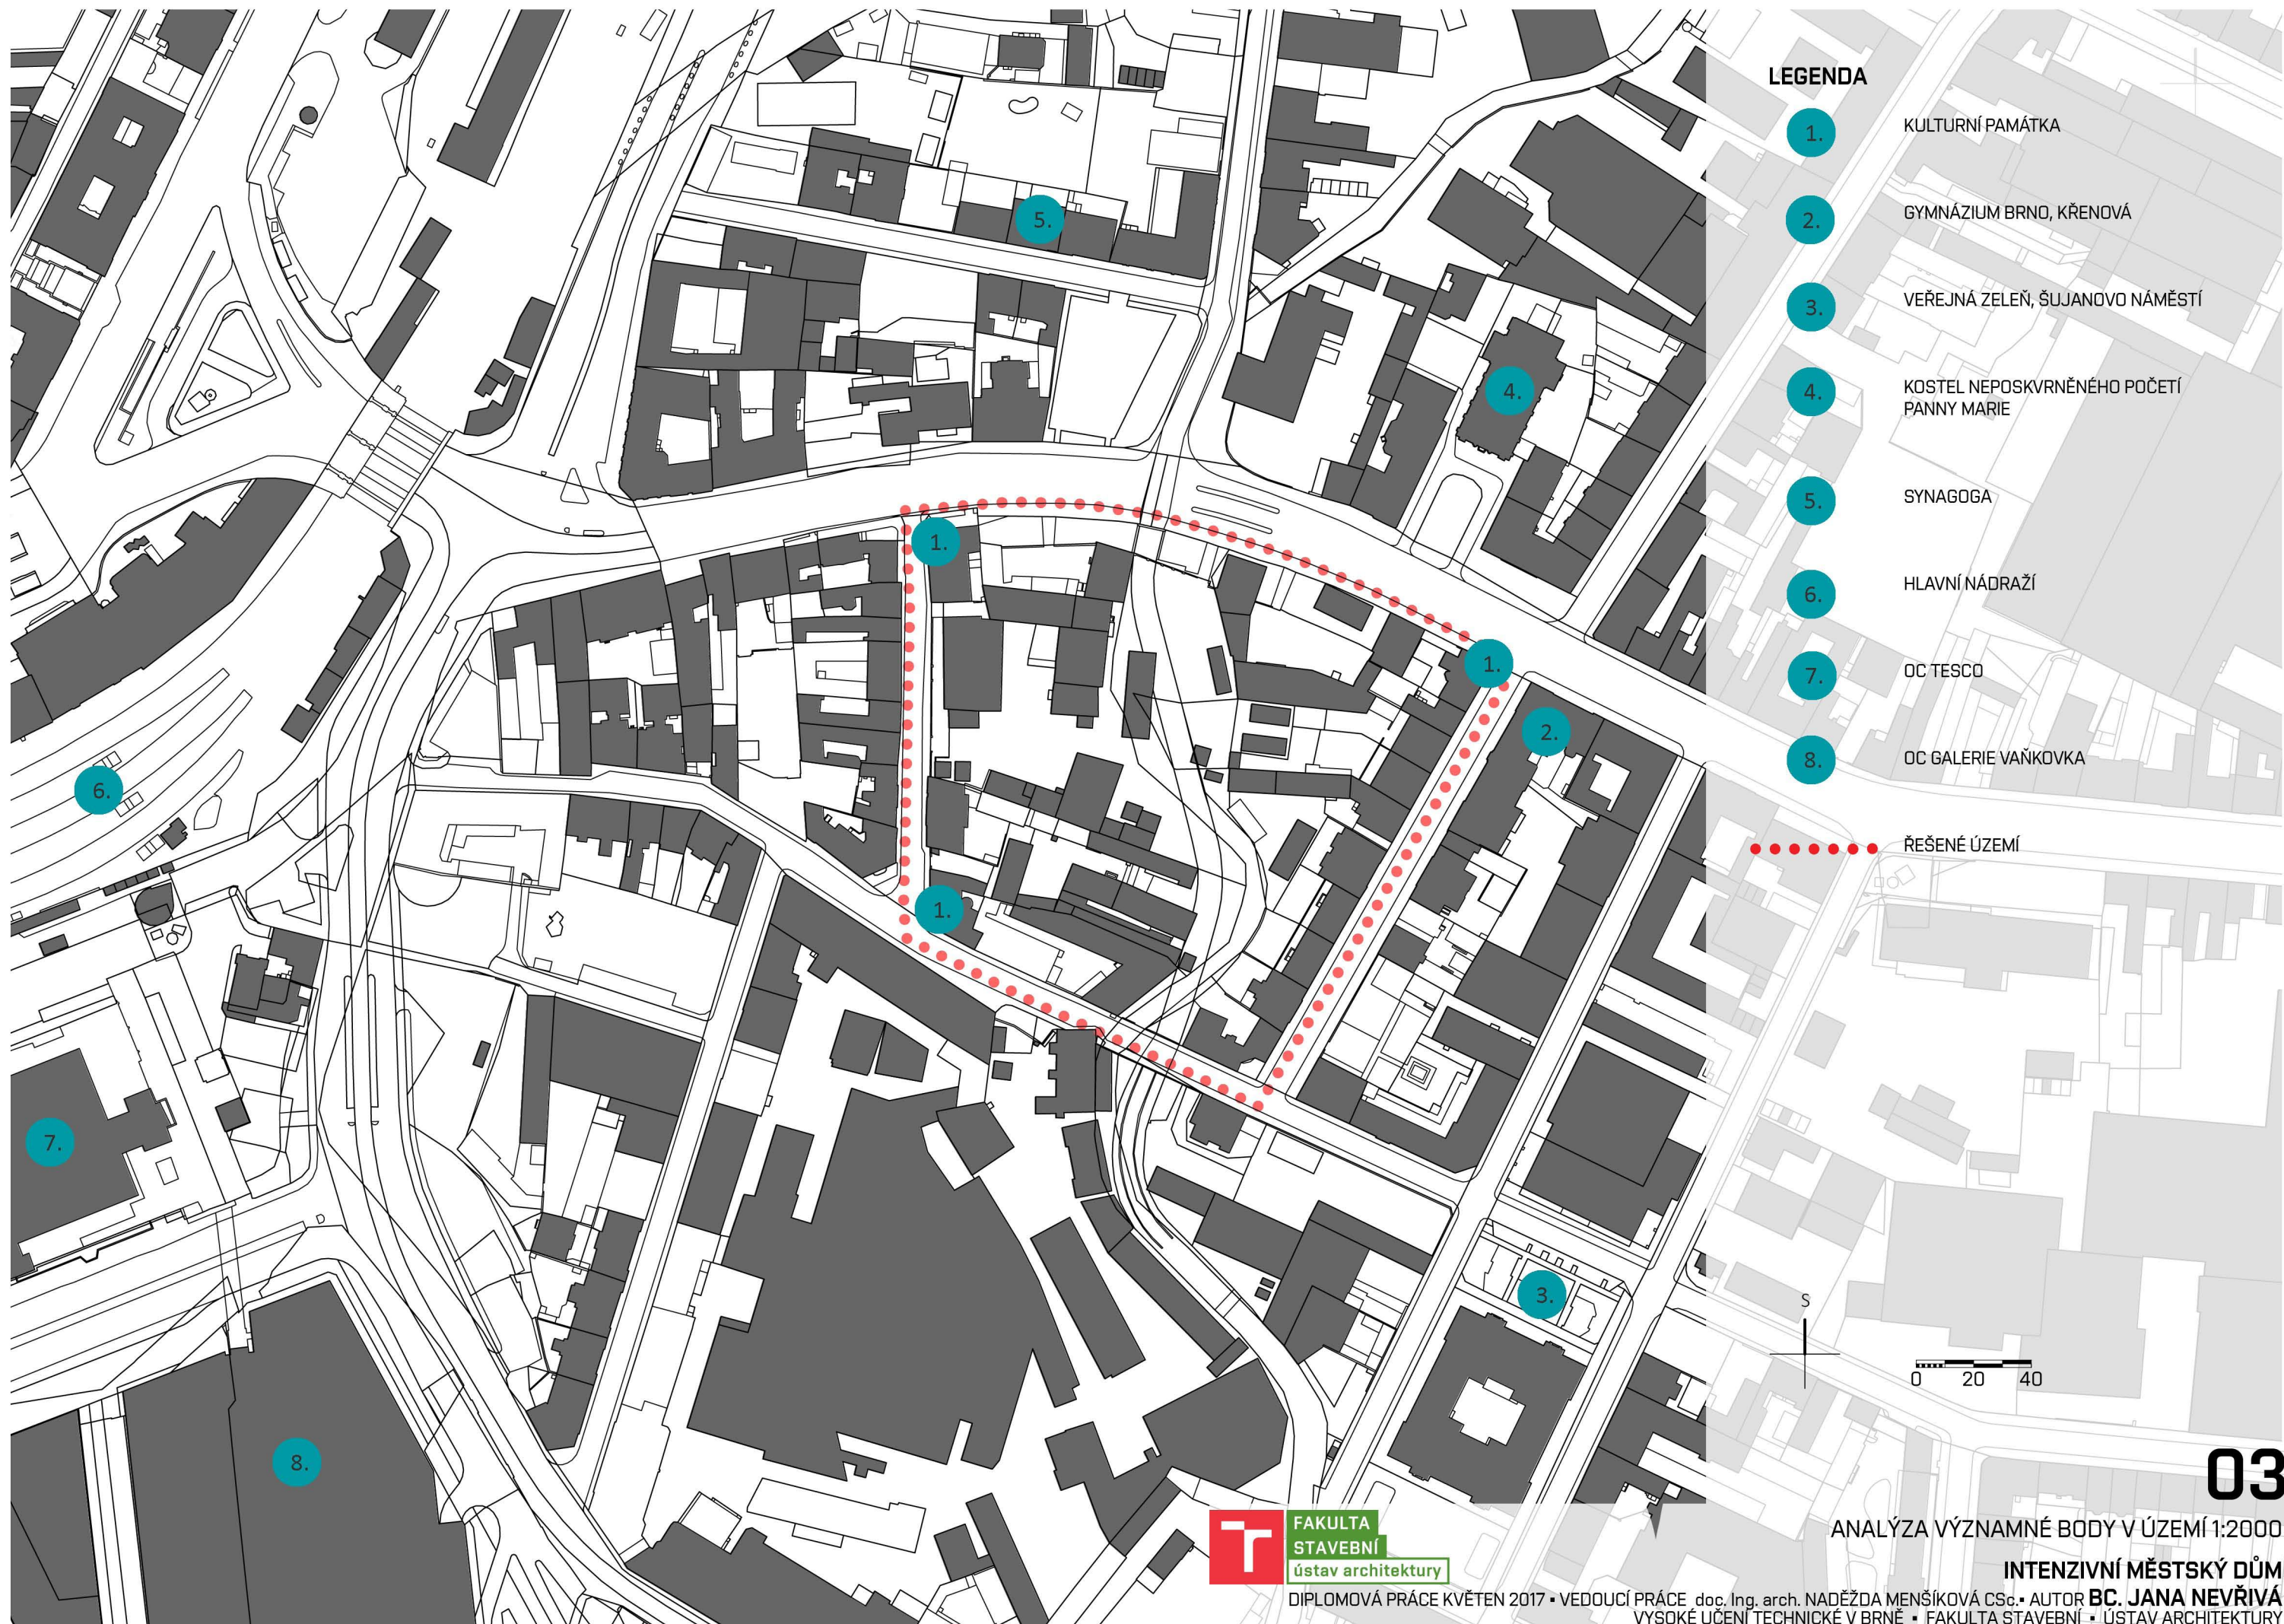 LEGENDA
1.
KULTURNÍ PAMÁTKA
2.
GYMNÁZIUM BRNO, KŘENOVÁ
3.
VEŘEJNÁ ZELEŇ, ŠUJANOVO NÁMĚSTÍ
4.
KOSTEL NEPOSKVRNĚNÉHO POČETÍ
PANNY MARIE
5.
SYNAGOGA
6.
HLAVNÍ NÁDRAŽÍ
7.
OC TESCO
8.
OC GALERIE VAŇKOVKA
ŘEŠENÉ ÚZEMÍ
5.
4.
1.
1.
2.
6.
1.
7.
3.
8.
S
0 20 40
03
ANALÝZA VÝZNAMNÉ BODY V ÚZEMÍ 1:2000
INTENZIVNÍ MĚSTSKÝ DŮM
T
FAKULTA
STAVEBNÍ
ústav architektury
DIPLOMOVÁ PRÁCE KVĚTEN 2017 ▪ VEDOUCÍ PRÁCE doc. Ing. arch. NADĚŽDA MENŠÍKOVÁ CSc.▪ AUTOR BC. JANA NEVŘIVÁ
VYSOKÉ UČENÍ TECHNICKÉ V BRNĚ ▪ FAKULTA STAVEBNÍ ▪ ÚSTAV ARCHITEKTURY